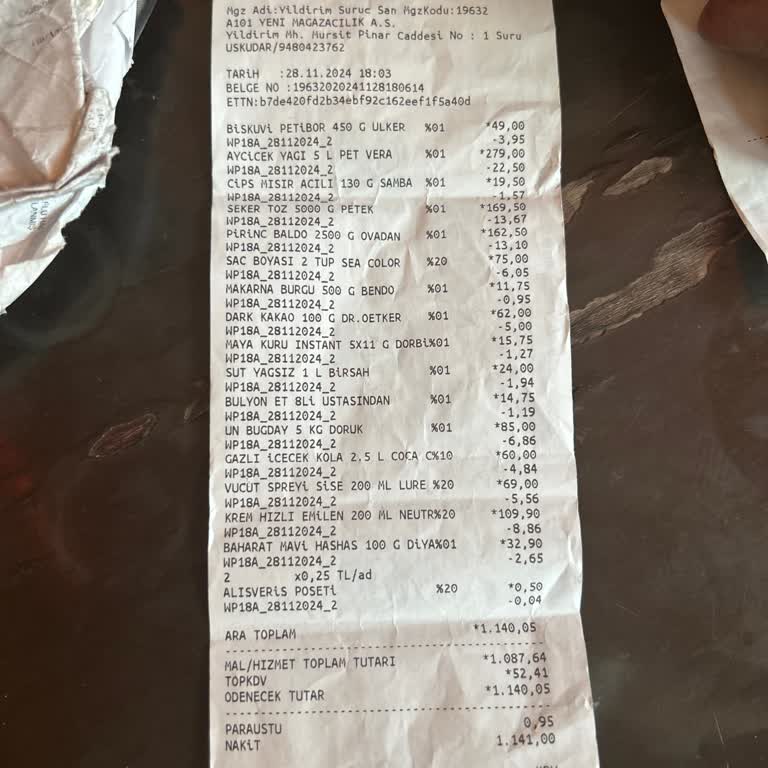 Mgz Adi:Yildirim Suruc San MgzKodu:19632
A101 YENI MAGAZACILIK A.S.
Yildirim Mh. Mursit Pinar Caddesi No : 1 Suru
USKUDAR/9480423762
TARiH :28.11.2024 18:03
BELGE NO :19632020241128180614
ETTN:b7de420fd2b34ebf92c162eef1f5a40d
BiSKUVi PETiBOR 450 G ULKER %01 *49,00
WP18A_28112024_2 -3,95
AYCiCEK YAGI 5 L PET VERA %01 *279,00
WP18A_28112024_2 -22,50
CiPS MISIR ACILI 130 G SAMBA %01 *19,50
WP18A_28112024_2 -1,57
SEKER TOZ 5000 G PETEK %01 *169,50
WP18A_28112024_2 -13,67
PiRiNC BALDO 2500 G OVADAN %01 *162,50
WP18A_28112024_2 -13,10
SAC BOYASI 2 TUP SEA COLOR %20 *75,00
WP18A_28112024_2 -6,05
MAKARNA BURGU 500 G BENDO %01 *11,75
WP18A_28112024_2 -0,95
DARK KAKAO 100 G DR.OETKER %01 *62,00
WP18A_28112024_2 -5,00
MAYA KURU INSTANT 5X11 G DORBi%01 *15,75
WP18A_28112024_2 -1,27
SUT YAGSIZ 1 L BiRSAH %01 *24,00
WP18A_28112024_2 -1,94
BULYON ET 8Li USTASINDAN %01 *14,75
WP18A_28112024_2 -1,19
UN BUGDAY 5 KG DORUK %01 *85,00
WP18A_28112024_2 -6,86
GAZLI iCECEK KOLA 2.5 L COCA C%10 *60,00
WP18A_28112024_2 -4,84
VUCUT SPREYi SiSE 200 ML LURE %20 *69,00
WP18A_28112024_2 -5,56
KREM HIZLI EMiLEN 200 ML NEUTR%20 *109,90
WP18A_28112024_2 -8,86
BAHARAT MAVi HASHAS 100 G DiYA%01 *32,90
WP18A_28112024_2 -2,65
2 x0,25 TL/ad
ALISVERiS POSETi %20 *0,50
WP18A_28112024_2 -0,04
ARA TOPLAM *1.140,05
MAL/HIZMET TOPLAM TUTARI *1.087,64
TOPKDV *52,41
ODENECEK TUTAR *1.140,05
PARAUSTU 0,95
NAKiT 1.141,00